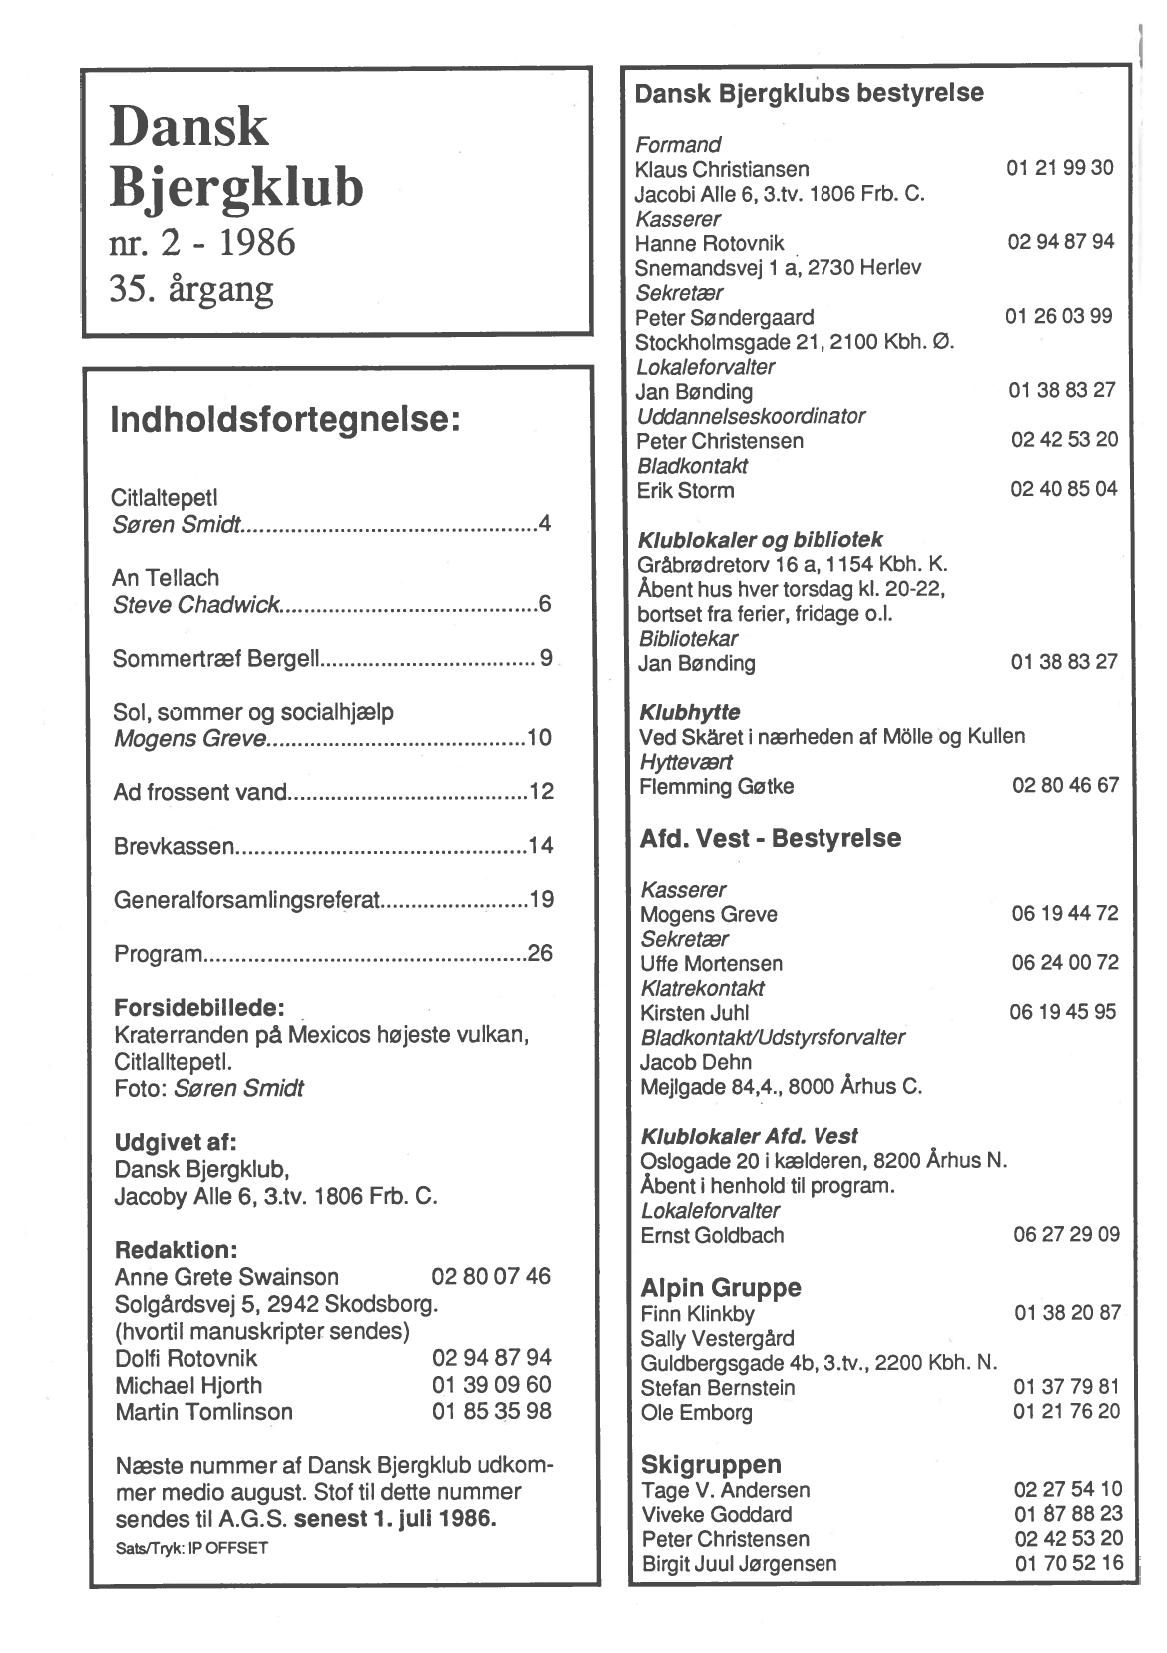 Dansk
Bjergklub
nr. 2 - 1986
35. årgang
Indholdsfortegnelse:
Citlaltepetl
Søren Smidt................................................4
An Tellach
Steve Chadwick..........................................6
Sommertræf Bergell................................... 9
Sol, sommer og socialhjælp
Mogens Greve..........................................10
Ad frossent vand.......................................12
Brevkassen...............................................14
Generalforsamlingsreferat........................19
Program....................................................26
Forsidebillede:
Kraterranden på Mexicos højeste vulkan,
Citlalltepetl.
Foto: Søren Smidt
Udgivet af:
Dansk Bjergklub,
Jacoby Alle 6, 3.tv. 1806 Frb. C.
Redaktion:
Anne Grete Swainson 02 80 07 46
Solgårdsvej 5, 2942 Skodsborg.
(hvortil manuskripter sendes)
Dolfi Rotovnik 02 94 87 94
Michael Hjorth 01 39 09 60
Martin Tomlinson 01 85 35 98
Næste nummer af Dansk Bjergklub udkom-
mer medio august. Stof til dette nummer
sendes til A.G.S. senest 1. juli 1986.
Sats/Tryk: IP OFFSET
Dansk Bjergklubs bestyrelse
Formand
Klaus Christiansen 01 21 99 30
Jacobi Alle 6, 3.tv. 1806 Frb. C.
Kasserer
Hanne Rotovnik 02 94 87 94
Snemandsvej 1 a, 2730 Herlev
Sekretær
Peter Søndergaard 01 26 03 99
Stockholmsgade 21, 2100 Kbh. Ø.
Lokaleforvalter
Jan Bønding 01 38 83 27
Uddannelseskoordinator
Peter Christensen 02 42 53 20
Bladkontakt
Erik Storm 02 40 85 04
Klublokaler og bibliotek
Gråbrødretorv 16 a, 1154 Kbh. K.
Åbent hus hver torsdag kl. 20-22,
bortset fra ferier, fridage o.l.
Bibliotekar
Jan Bønding 01 38 83 27
Klubhytte
Ved Skäret i nærheden af Mölle og Kullen
Hyttevært
Flemming Gøtke 02 80 46 67
Afd. Vest - Bestyrelse
Kasserer
Mogens Greve 06 19 44 72
Sekretær
Uffe Mortensen 06 24 00 72
Klatrekontakt
Kirsten Juhl 06 19 45 95
Bladkontakt/Udstyrsforvalter
Jacob Dehn
Mejlgade 84,4., 8000 Århus C.
Klublokaler Afd. Vest
Oslogade 20 i kælderen, 8200 Århus N.
Åbent i henhold til program.
Lokaleforvalter
Ernst Goldbach 06 27 29 09
Alpin Gruppe
Finn Klinkby 01 38 20 87
Sally Vestergård
Guldbergsgade 4b, 3.tv., 2200 Kbh. N.
Stefan Bernstein 01 37 79 81
Ole Emborg 01 21 76 20
Skigruppen
Tage V. Andersen 02 27 54 10
Viveke Goddard 01 87 88 23
Peter Christensen 02 42 53 20
Birgit Juul Jørgensen 01 70 52 16